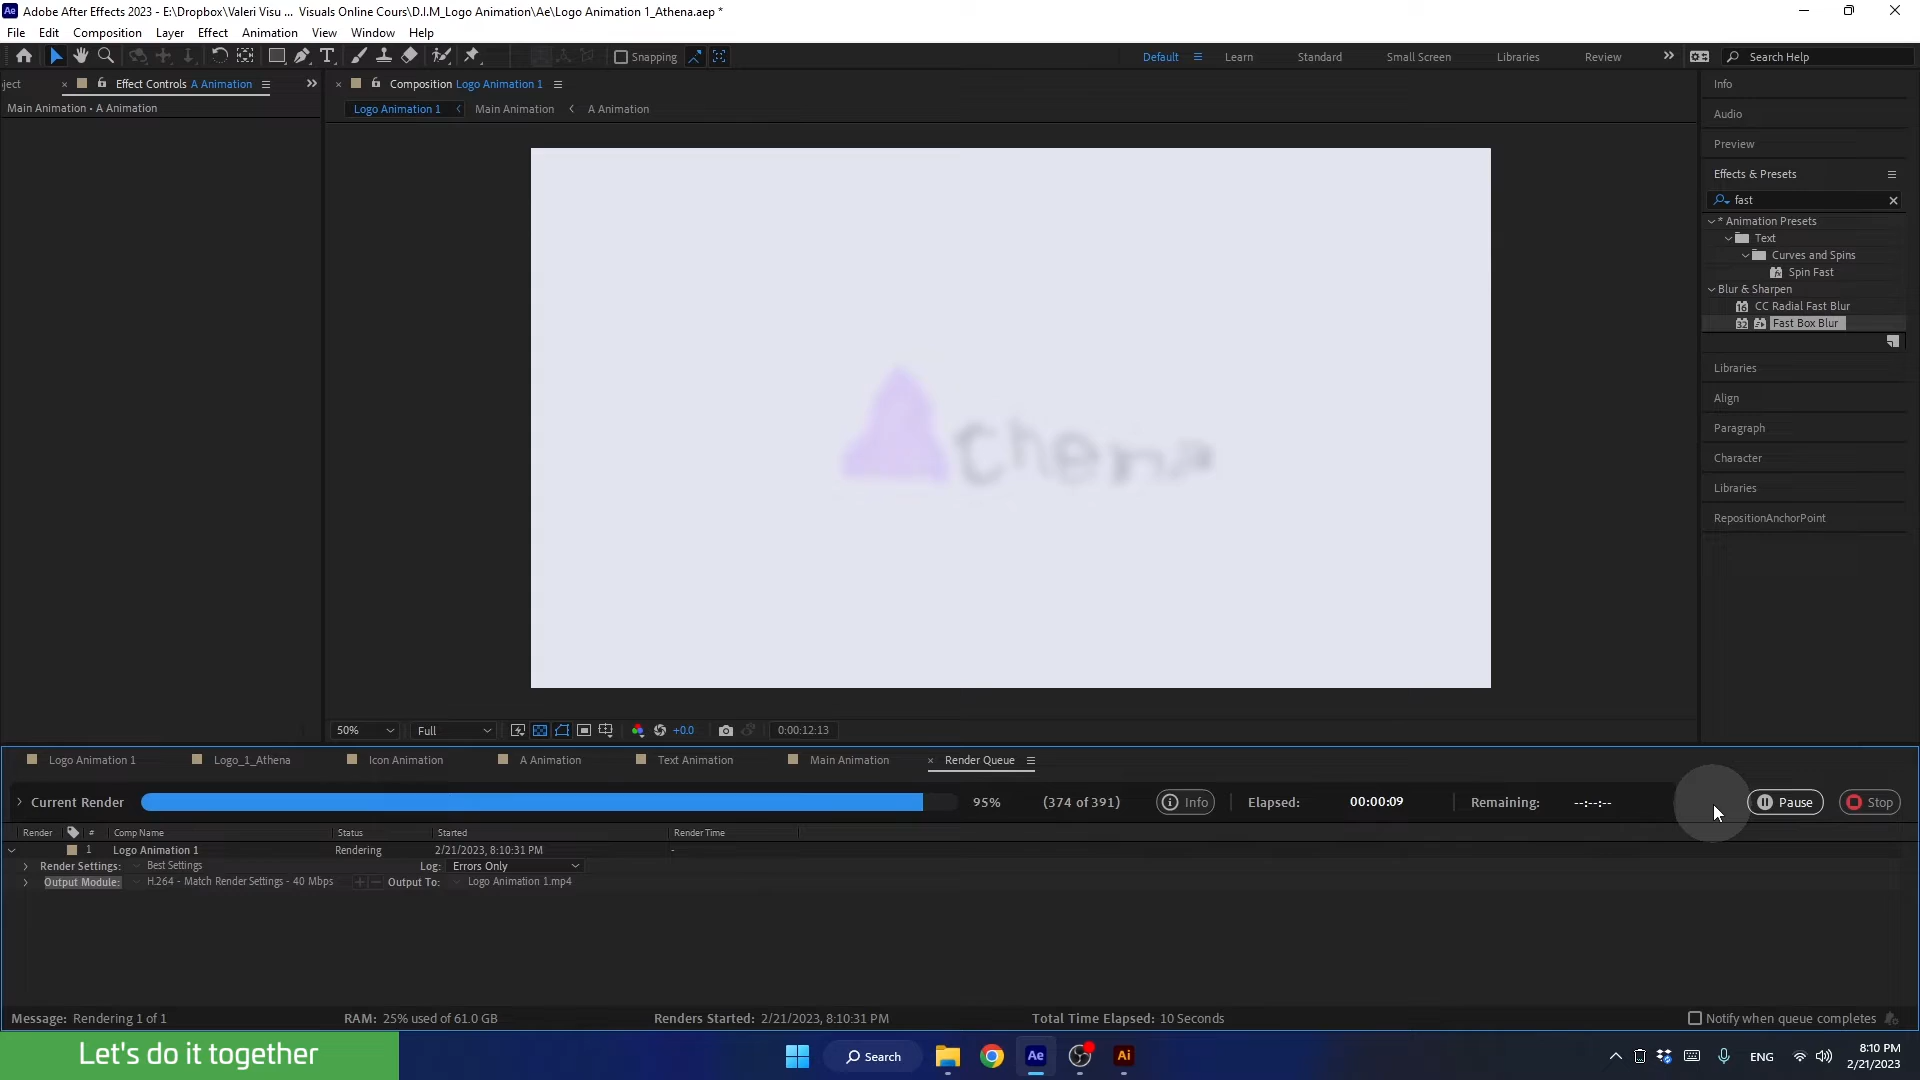 Adobe After Effects 2023 - E:\Dropbox\Valeri Visu ... Visuals Online Cours\D.I.M_Logo Animation\Ae\Logo Animation 1_Athena.aep *
File Edit Composition Layer Effect Animation View Window Help
Snapping Default Learn Standard Small Screen Libraries Review Search Help
ject Effect Controls A Animation Composition Logo Animation 1 Info
Main Animation • A Animation Logo Animation 1 Main Animation A Animation
Audio
Preview
Effects & Presets
fast
* Animation Presets
Text
Curves and Spins
Spin Fast
Blur & Sharpen
CC Radial Fast Blur
Fast Box Blur
Libraries
Align
Paragraph
Character
Libraries
RepositionAnchorPoint
Athena
50% Full +0.0 0:00:12:13
Logo Animation 1 Logo_1_Athena Icon Animation A Animation Text Animation Main Animation Render Queue
Current Render 95% (374 of 391) Info Elapsed: 00:00:09 Remaining: --:--:-- Pause Stop
Render # Comp Name Status Started Render Time
1 Logo Animation 1 Rendering 2/21/2023, 8:10:31 PM -
Render Settings: Best Settings Log: Errors Only
Output Module: H.264 - Match Render Settings - 40 Mbps Output To: Logo Animation 1.mp4
Message: Rendering 1 of 1 RAM: 25% used of 61.0 GB Renders Started: 2/21/2023, 8:10:31 PM Total Time Elapsed: 10 Seconds Notify when queue completes
Let's do it together
Search
Ae
Ai
ENG
8:10 PM
2/21/2023